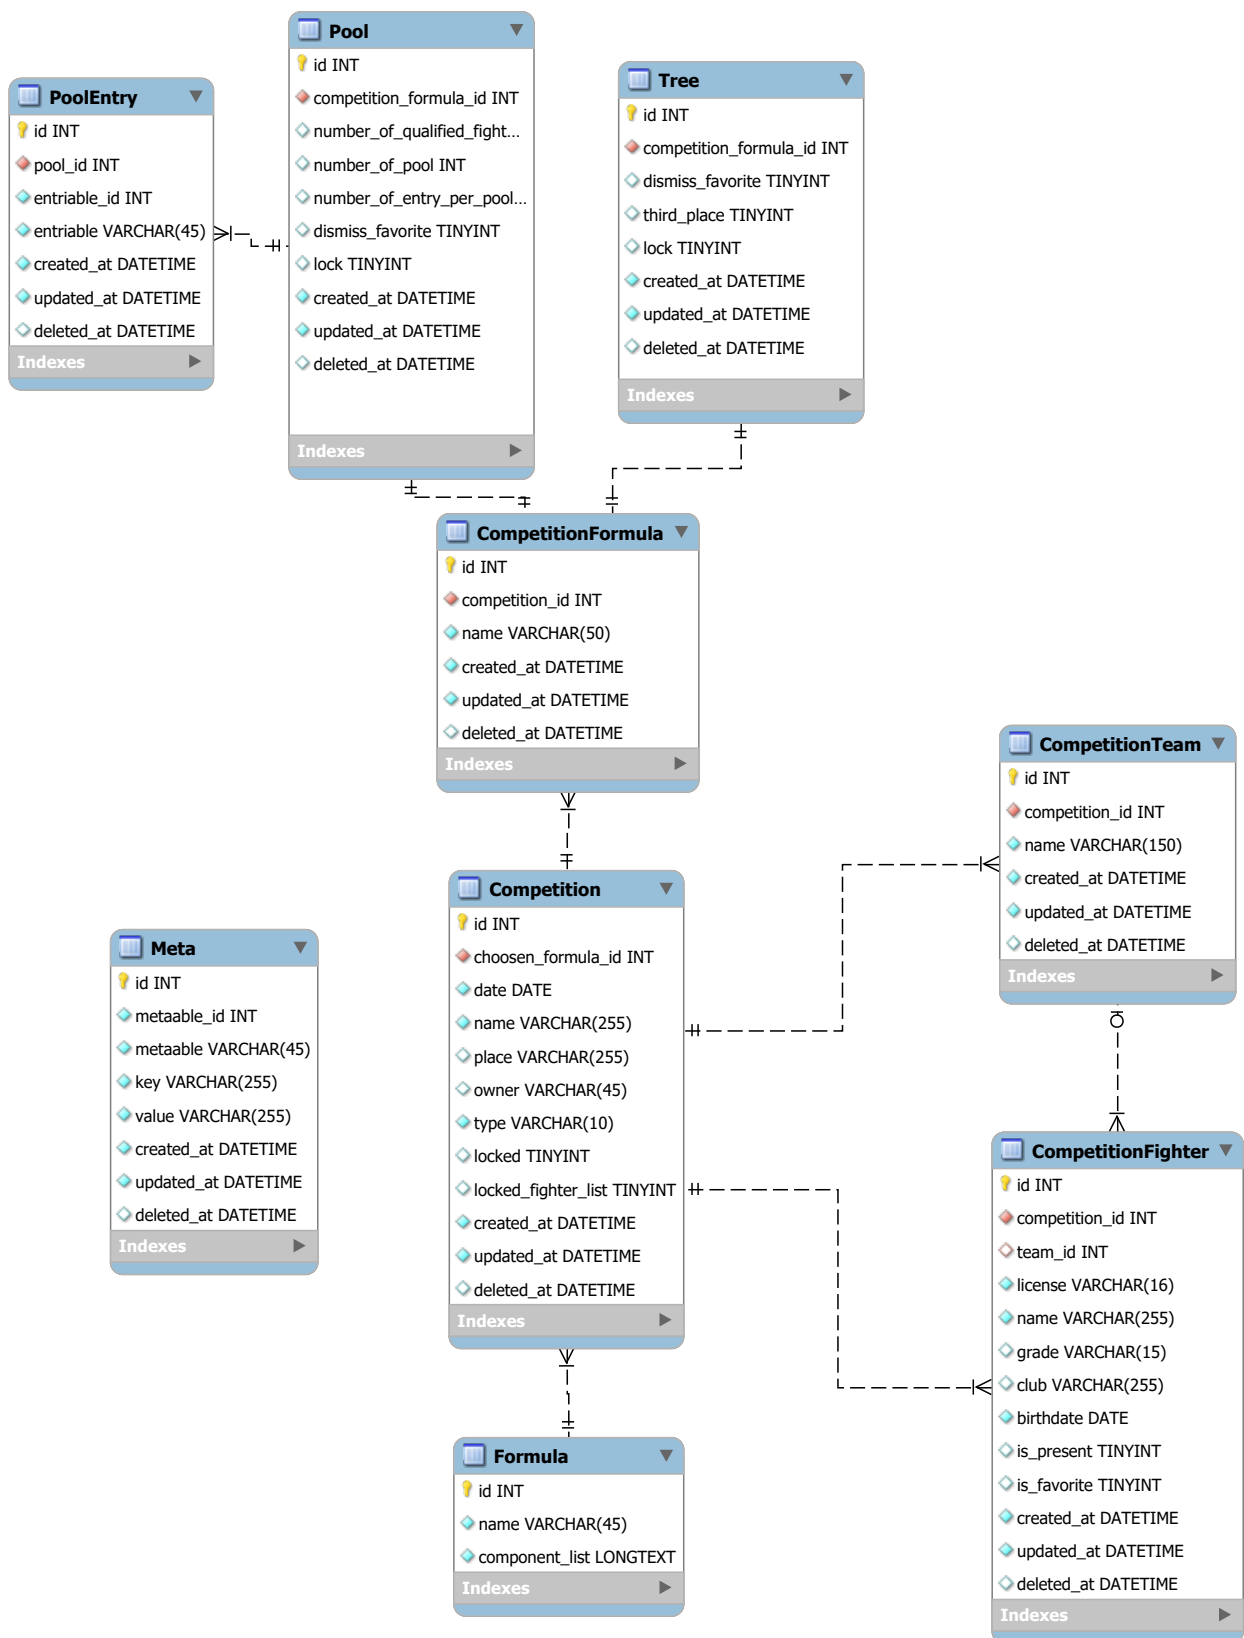 Pool
id INT
competition_formula_id INT
number_of_qualified_fight...
number_of_pool INT
number_of_entry_per_pool...
dismiss_favorite TINYINT
lock TINYINT
created_at DATETIME
updated_at DATETIME
deleted_at DATETIME
Indexes
PoolEntry
id INT
pool_id INT
entriable_id INT
entriable VARCHAR(45)
created_at DATETIME
updated_at DATETIME
deleted_at DATETIME
Indexes
Tree
id INT
competition_formula_id INT
dismiss_favorite TINYINT
third_place TINYINT
lock TINYINT
created_at DATETIME
updated_at DATETIME
deleted_at DATETIME
Indexes
CompetitionFormula
id INT
competition_id INT
name VARCHAR(50)
created_at DATETIME
updated_at DATETIME
deleted_at DATETIME
Indexes
CompetitionTeam
id INT
competition_id INT
name VARCHAR(150)
created_at DATETIME
updated_at DATETIME
deleted_at DATETIME
Indexes
Competition
id INT
choosen_formula_id INT
date DATE
name VARCHAR(255)
place VARCHAR(255)
owner VARCHAR(45)
type VARCHAR(10)
locked TINYINT
locked_fighter_list TINYINT
created_at DATETIME
updated_at DATETIME
deleted_at DATETIME
Indexes
Meta
id INT
metaable_id INT
metaable VARCHAR(45)
key VARCHAR(255)
value VARCHAR(255)
created_at DATETIME
updated_at DATETIME
deleted_at DATETIME
Indexes
CompetitionFighter
id INT
competition_id INT
team_id INT
license VARCHAR(16)
name VARCHAR(255)
grade VARCHAR(15)
club VARCHAR(255)
birthdate DATE
is_present TINYINT
is_favorite TINYINT
created_at DATETIME
updated_at DATETIME
deleted_at DATETIME
Indexes
Formula
id INT
name VARCHAR(45)
component_list LONGTEXT
Indexes